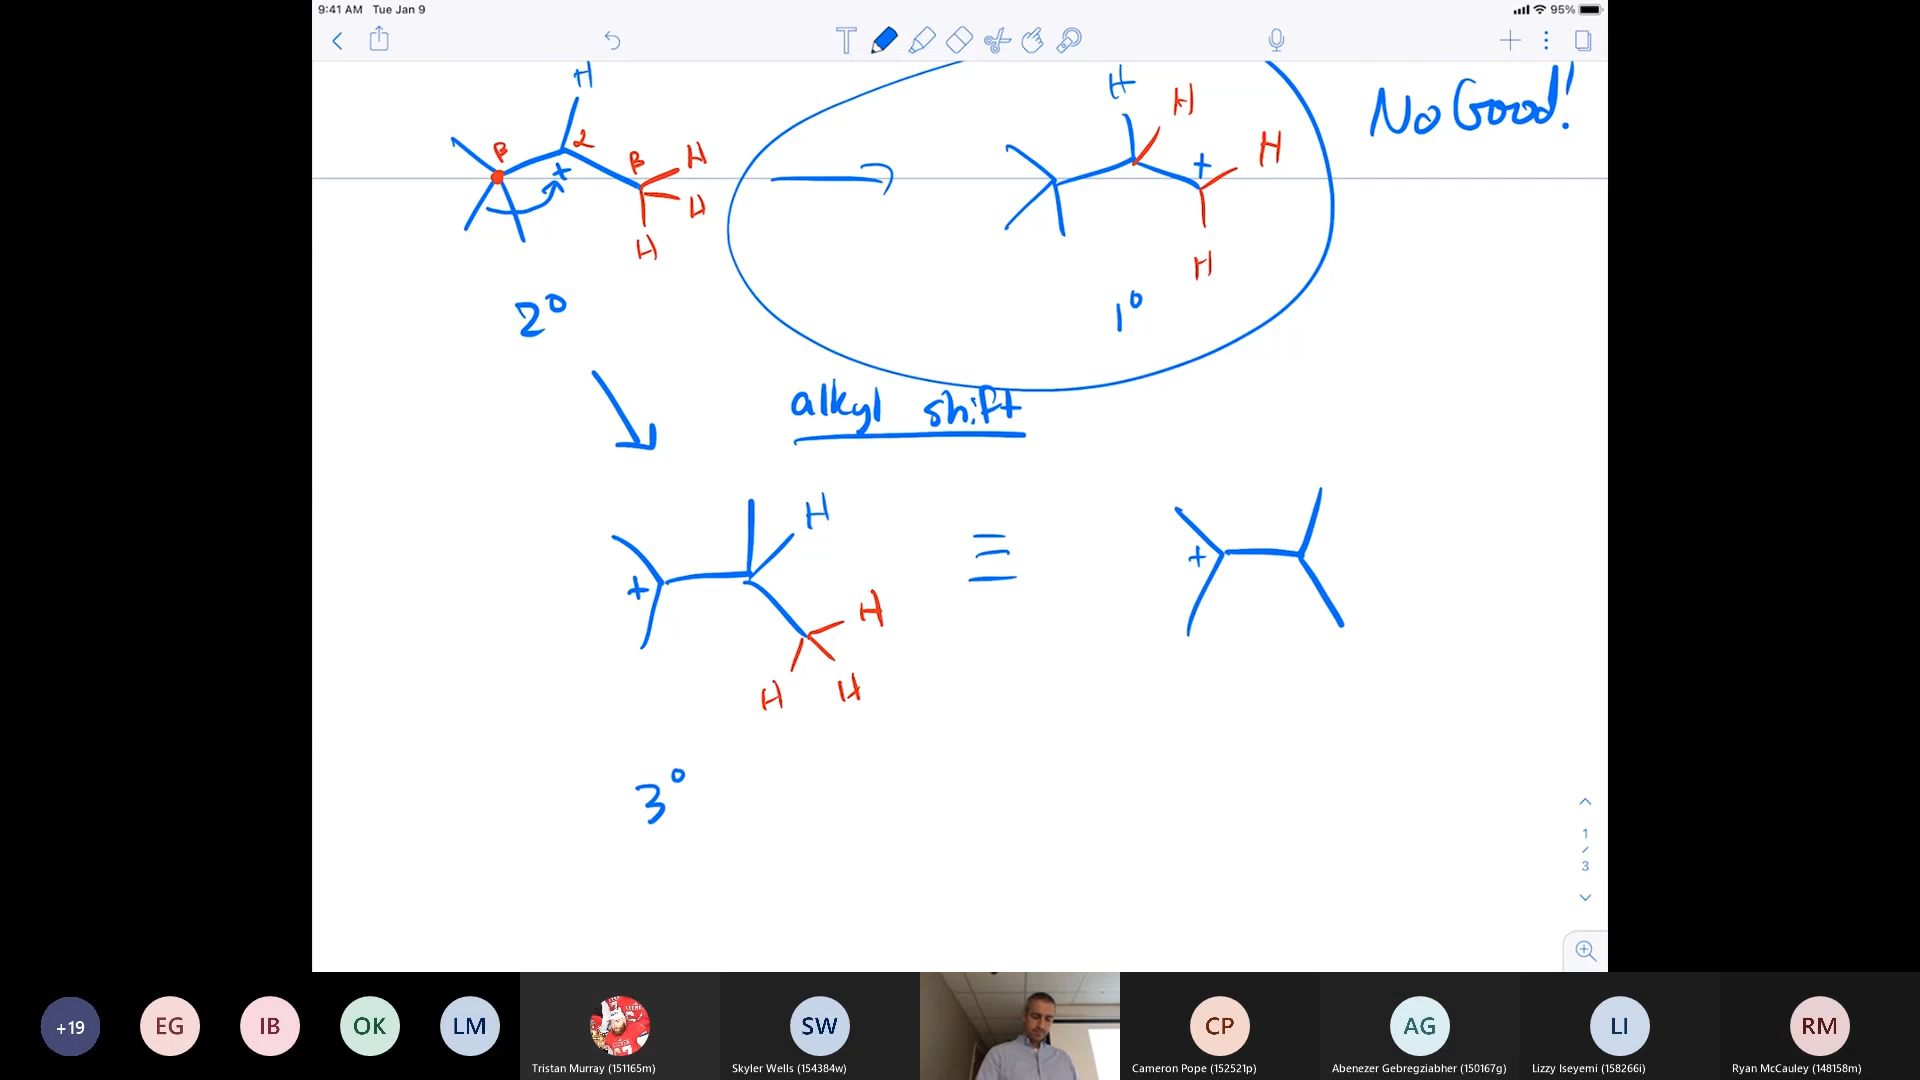 9:41 AM Tue Jan 9
95%
T
H
H
H
No Good!
β
2
+
β
H
H
H
+
H
H
2°
1°
alkyl shift
+
H
H
H
H
≡
+
3°
1
/
3
+19
EG
IB
OK
LM
SW
CP
AG
LI
RM
Tristan Murray (151165m)
Skyler Wells (154384w)
Cameron Pope (152521p)
Abenezer Gebregziabher (150167g)
Lizzy Iseyemi (158266i)
Ryan McCauley (148158m)